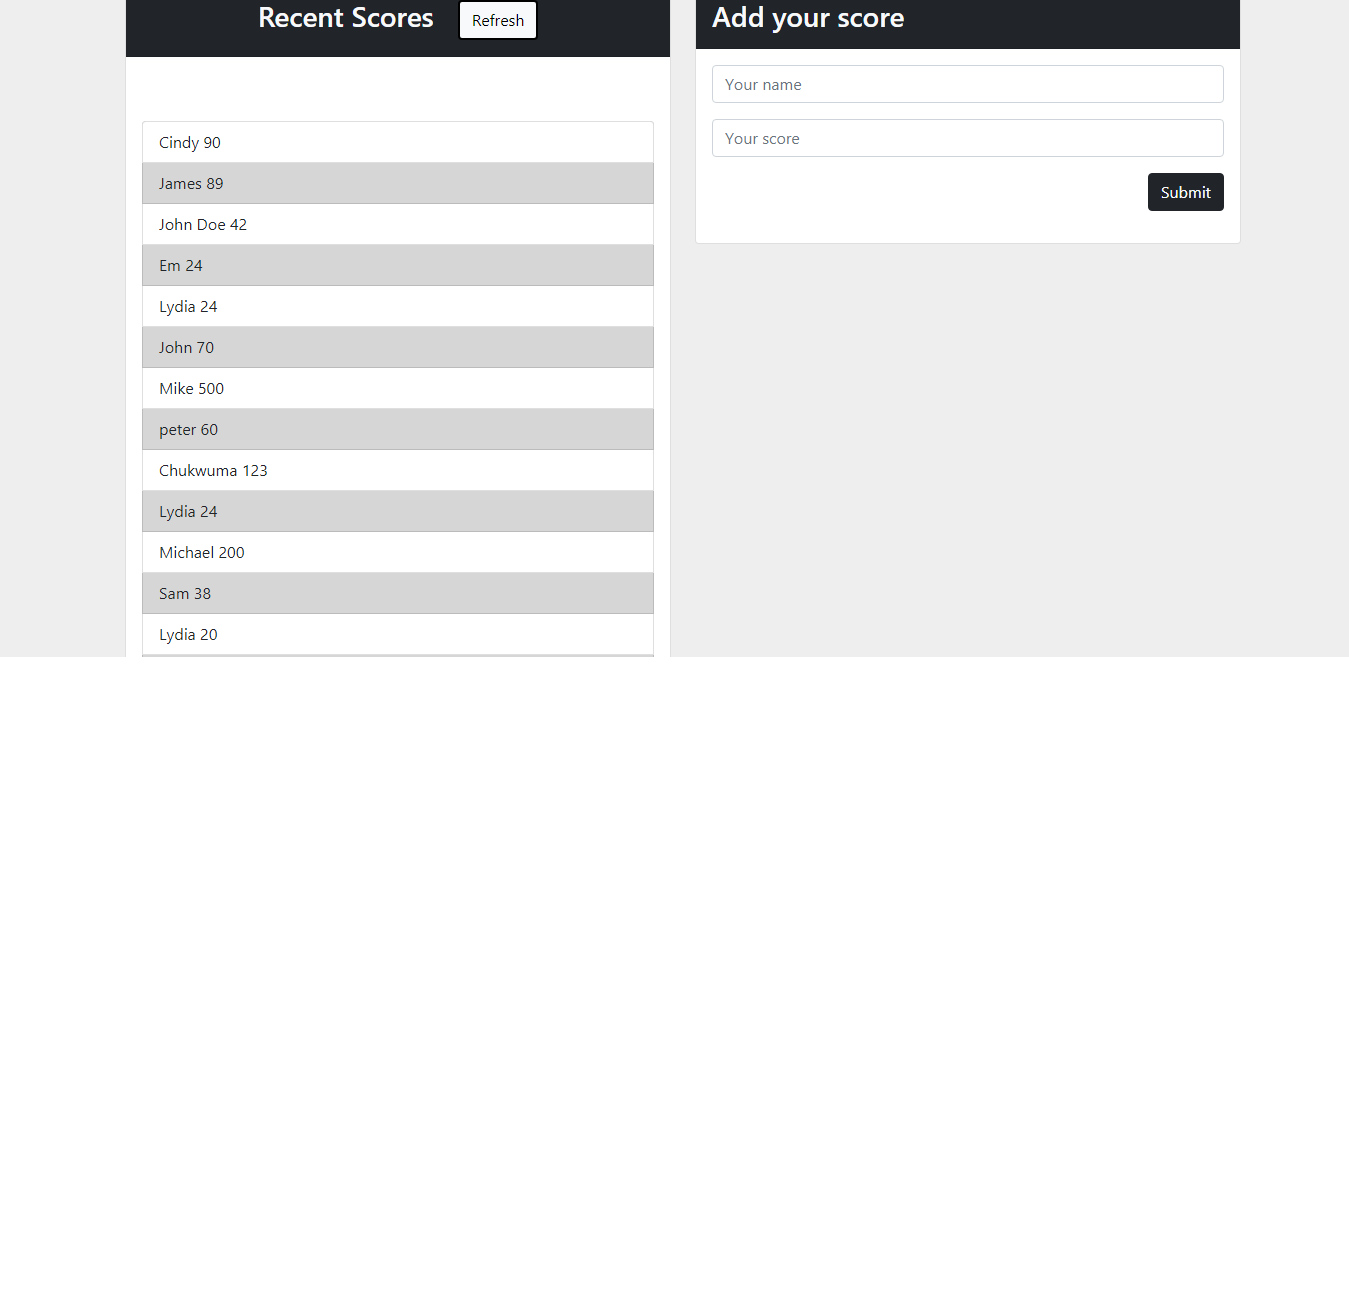 Recent Scores
Refresh
Cindy 90
James 89
John Doe 42
Em 24
Lydia 24
John 70
Mike 500
peter 60
Chukwuma 123
Lydia 24
Michael 200
Sam 38
Lydia 20
Add your score
Your name
Your score
Submit